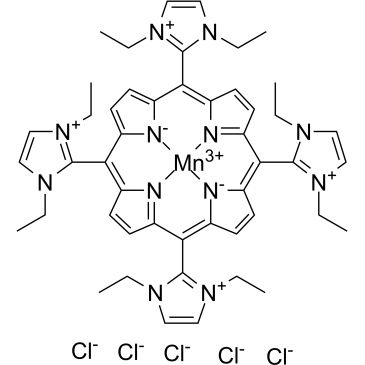 N+ N
N+ N- N N+
N Mn3+ N
N N- N+
N N+
Cl- Cl- Cl- Cl- Cl-